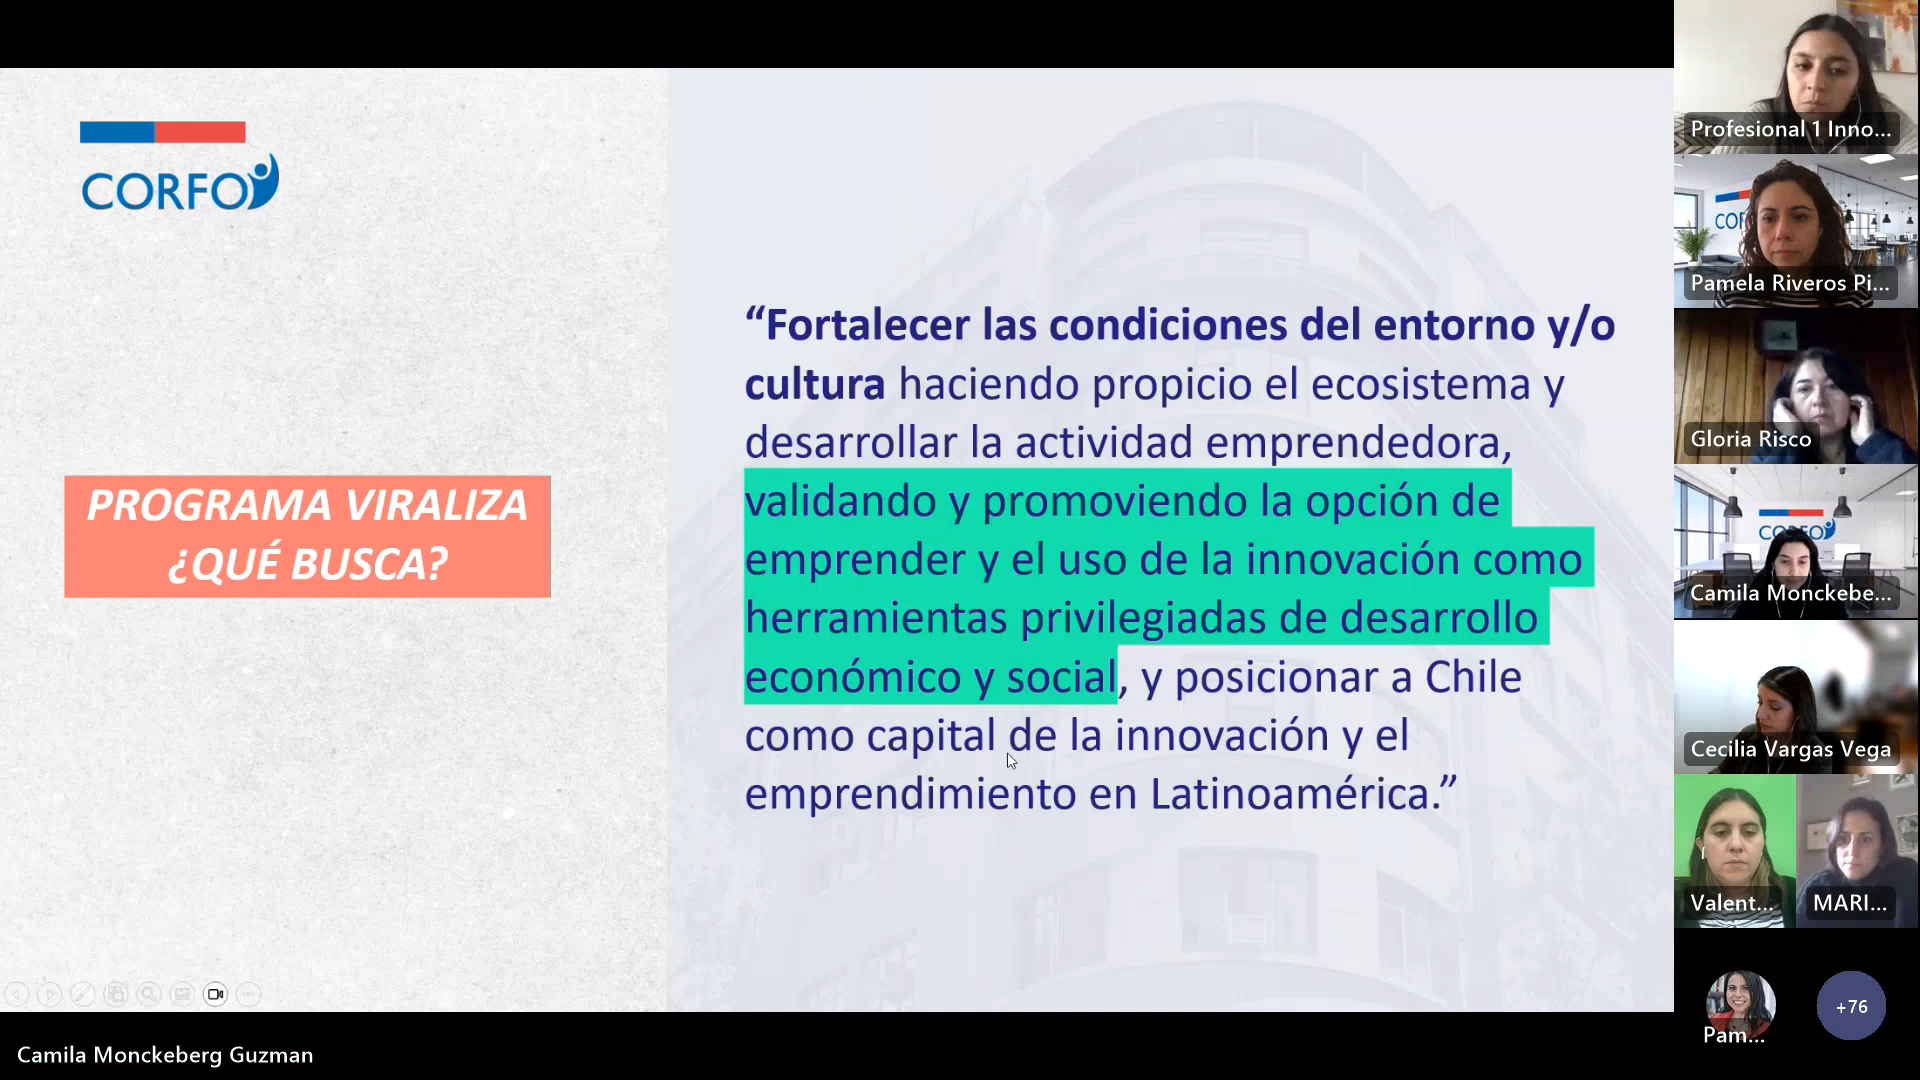 CORFO
PROGRAMA VIRALIZA
¿QUÉ BUSCA?
“Fortalecer las condiciones del entorno y/o
cultura haciendo propicio el ecosistema y
desarrollar la actividad emprendedora,
validando y promoviendo la opción de
emprender y el uso de la innovación como
herramientas privilegiadas de desarrollo
económico y social, y posicionar a Chile
como capital de la innovación y el
emprendimiento en Latinoamérica.”
Camila Monckeberg Guzman
Profesional 1 Inno...
COR
Pamela Riveros Pi...
Gloria Risco
CORFO
Camila Monckebe...
Cecilia Vargas Vega
Valent...
MARI...
Pam...
+76